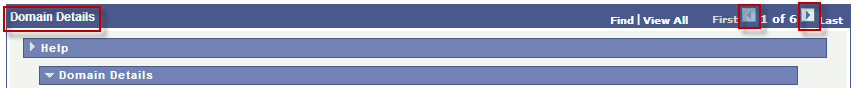 Domain Details Find | View All First 1 of 6 Last
Help
Domain Details